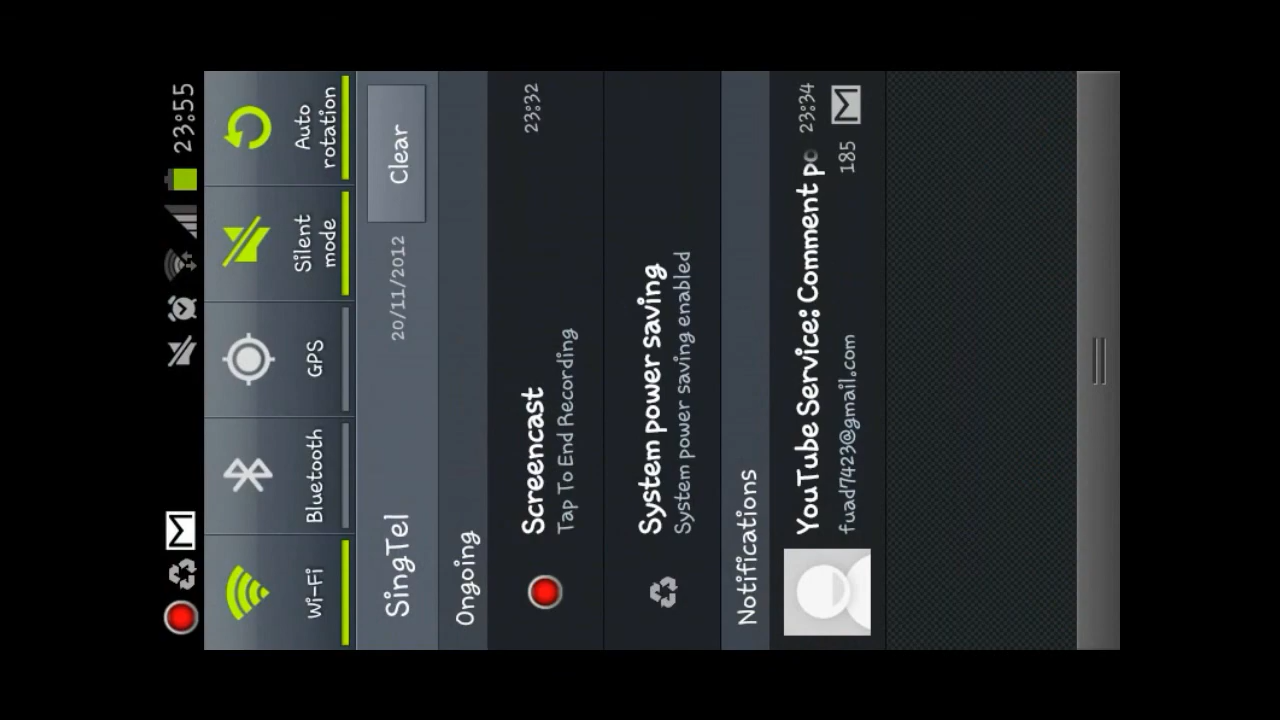 23:55
Wi-Fi
Bluetooth
GPS
Silent
mode
Auto
rotation
SingTel
20/11/2012
Clear
Ongoing
Screencast
23:32
Tap To End Recording
System power saving
System power saving enabled
Notifications
YouTube Service: Comment po
23:34
fuad7423@gmail.com
185